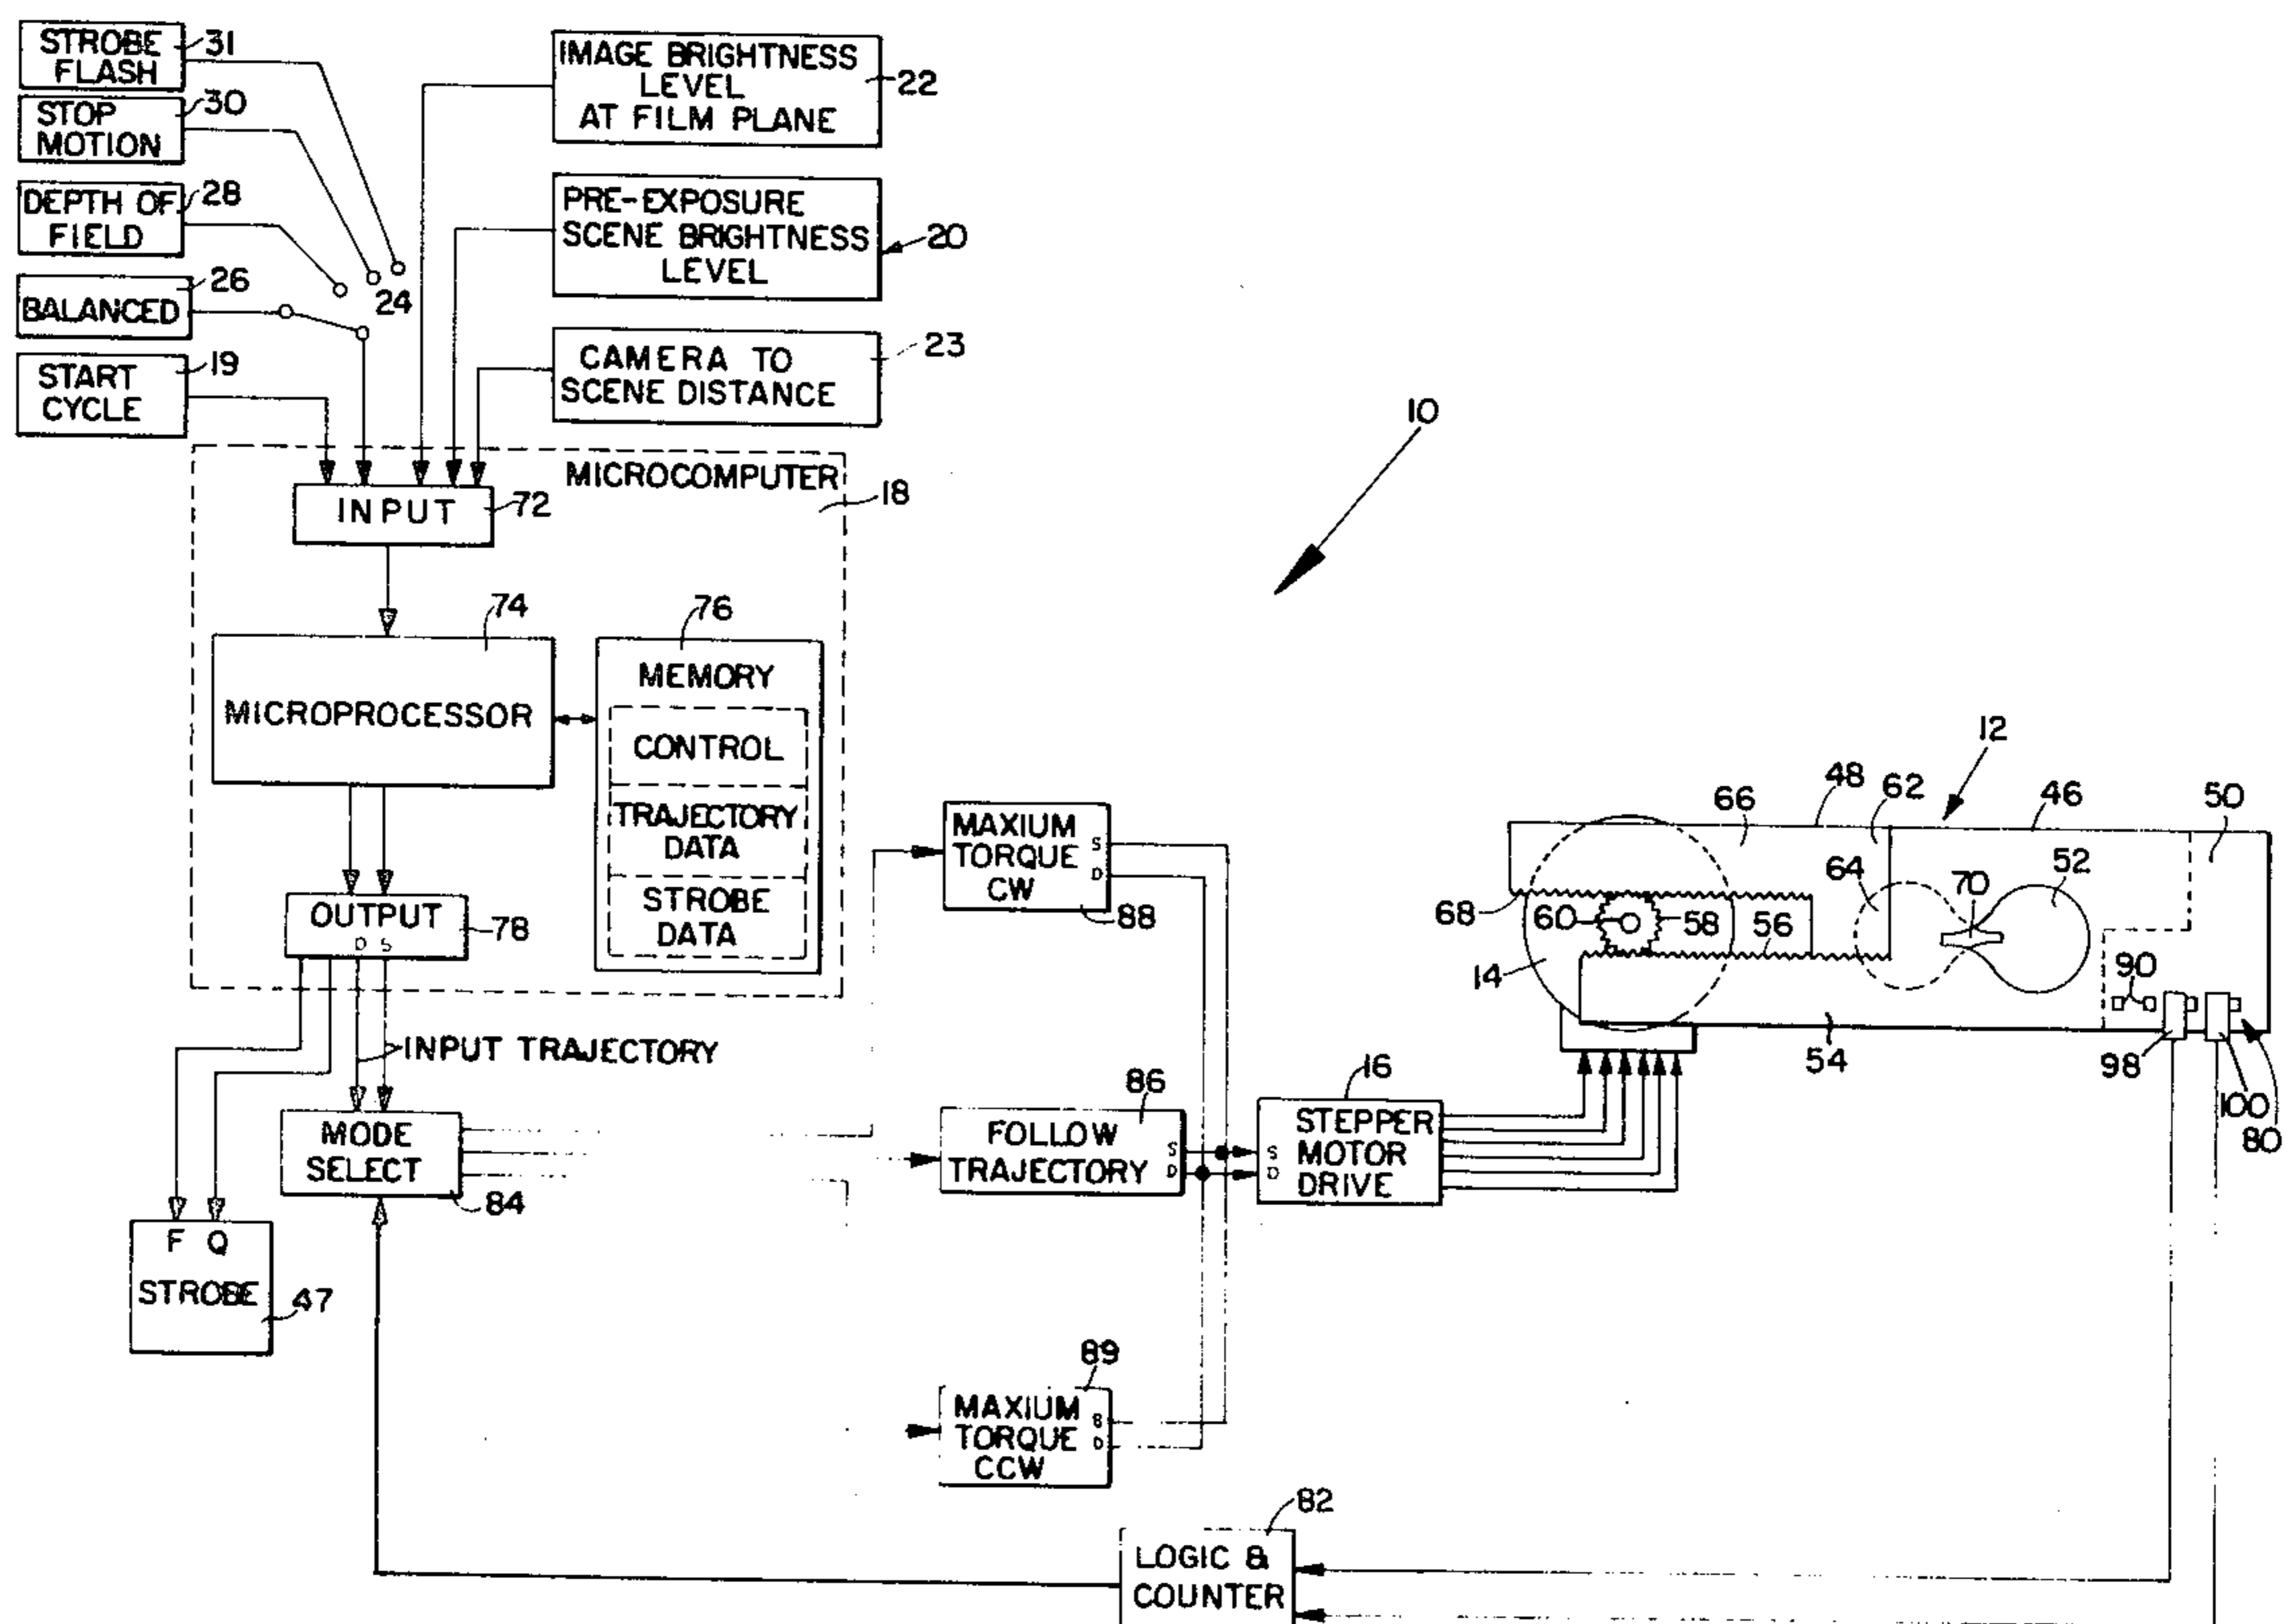 STROBE
FLASH
31
STOP
MOTION
30
DEPTH OF
FIELD
28
BALANCED
26
24
START
CYCLE
19
IMAGE BRIGHTNESS
LEVEL
AT FILM PLANE
22
PRE-EXPOSURE
SCENE BRIGHTNESS
LEVEL
20
CAMERA TO
SCENE DISTANCE
23
10
MICROCOMPUTER
18
INPUT
72
74
MICROPROCESSOR
76
MEMORY
CONTROL
TRAJECTORY
DATA
STROBE
DATA
OUTPUT
D S
78
INPUT TRAJECTORY
MODE
SELECT
84
F Q
STROBE
47
MAXIUM
TORQUE
CW
S
D
88
86
FOLLOW
TRAJECTORY
S
D
89
MAXIUM
TORQUE
CCW
S
D
16
STEPPER
MOTOR
DRIVE
S
D
12
66
48
62
46
50
64
70
52
68
60
58
56
14
90
54
98
100
80
82
LOGIC &
COUNTER